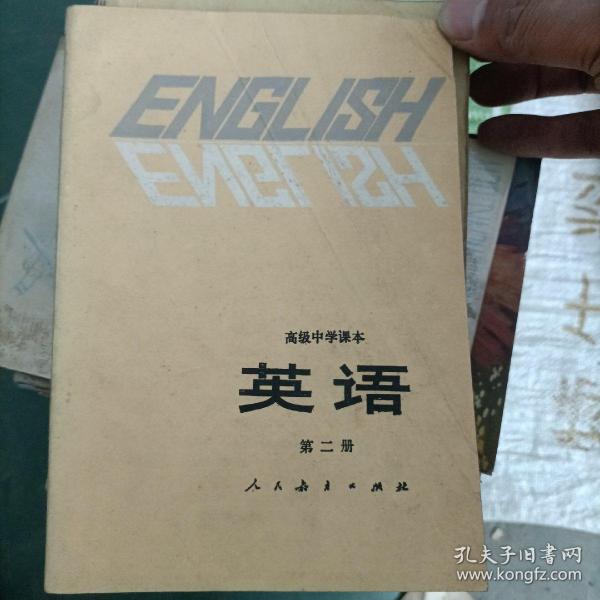 ENGLISH
ENGLISH
高级中学课本
英语
第二册
人民教育出版社
孔夫子旧书网
www.kongfz.com